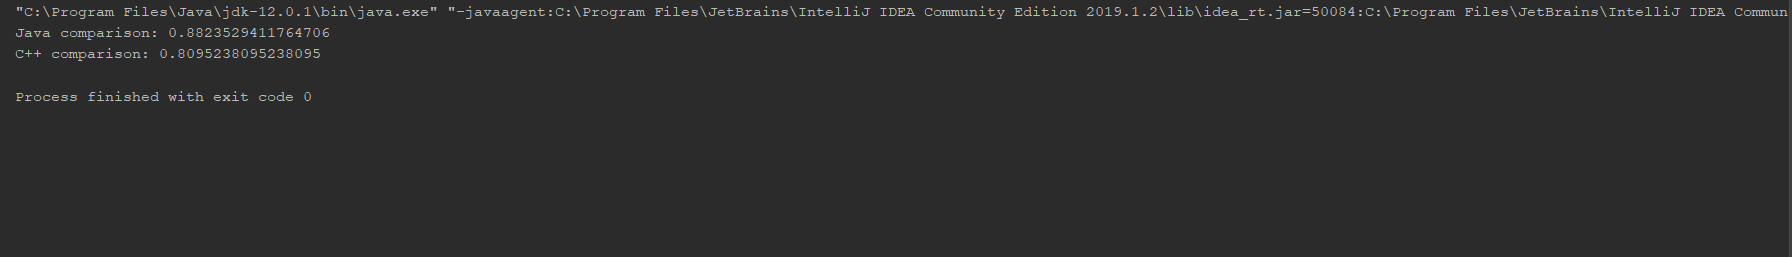 "C:\Program Files\Java\jdk-12.0.1\bin\java.exe" "-javaagent:C:\Program Files\JetBrains\IntelliJ IDEA Community Edition 2019.1.2\lib\idea_rt.jar=50084:C:\Program Files\JetBrains\IntelliJ IDEA Commun
Java comparison: 0.8823529411764706
C++ comparison: 0.8095238095238095
Process finished with exit code 0